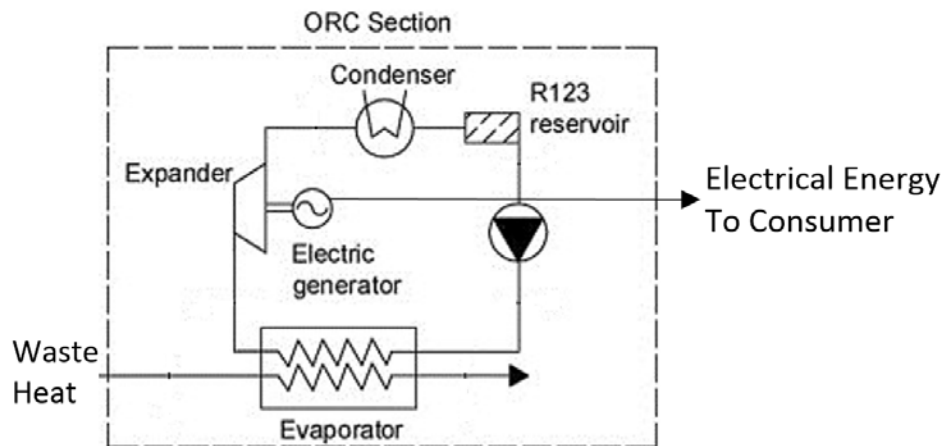 ORC Section
Condenser
R123
reservoir
Expander
Electrical Energy
To Consumer
Electric
generator
Waste
Heat
Evaporator